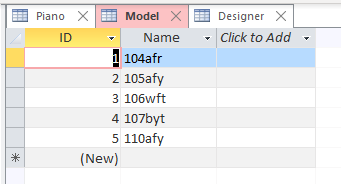 Piano Model Designer
ID Name Click to Add
1 104afr
2 105afy
3 106wft
4 107byt
5 110afy
* (New)